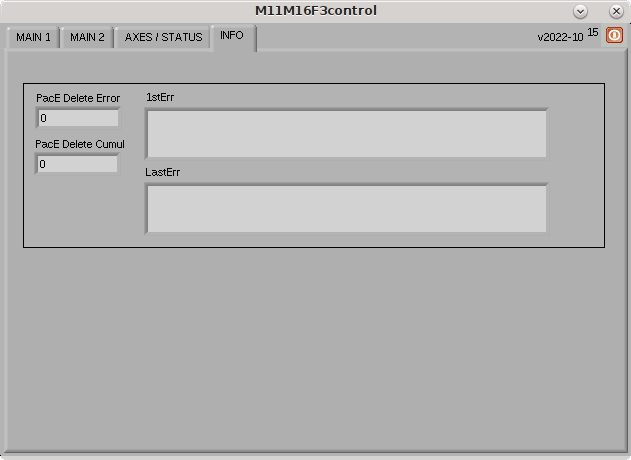 M11M16F3control
MAIN 1 MAIN 2 AXES / STATUS INFO v2022-10 15
PacE Delete Error 1stErr
0
PacE Delete Cumul
0
LastErr